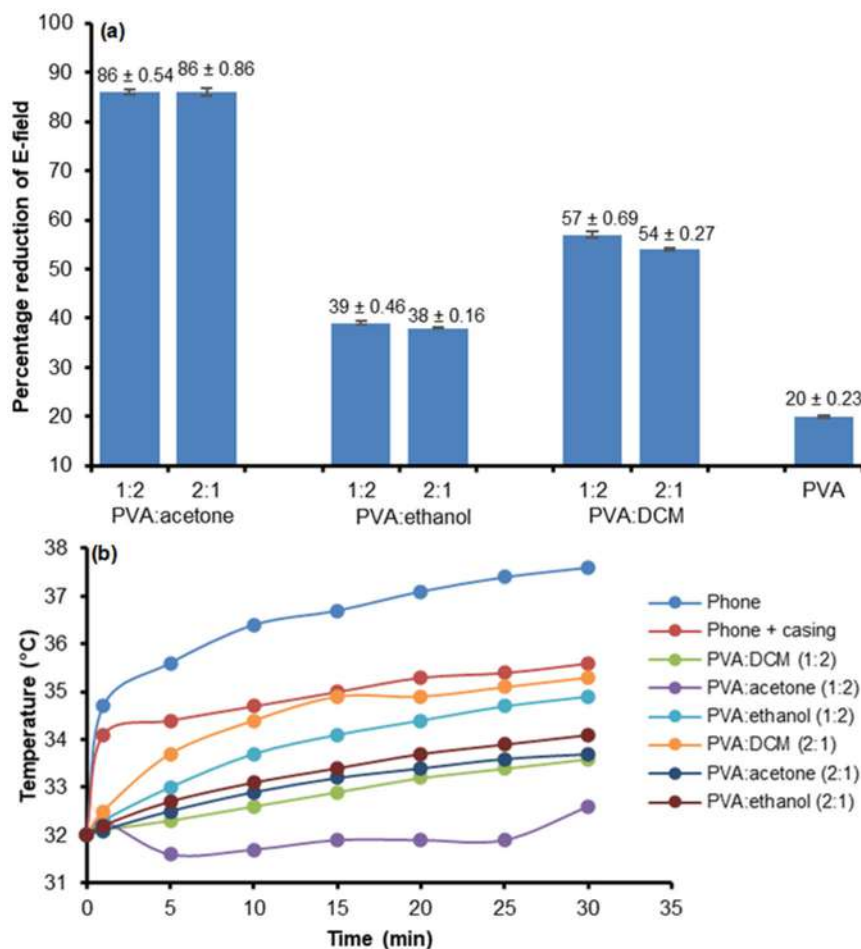 (a)
Percentage reduction of E-field
100
90
80
70
60
50
40
30
20
10
86 ± 0.54
86 ± 0.86
39 ± 0.46
38 ± 0.16
57 ± 0.69
54 ± 0.27
20 ± 0.23
1:2 2:1 1:2 2:1 1:2 2:1 PVA
PVA:acetone PVA:ethanol PVA:DCM
(b)
Temperature (°C)
38
37
36
35
34
33
32
31
0 5 10 15 20 25 30 35
Time (min)
Phone
Phone + casing
PVA:DCM (1:2)
PVA:acetone (1:2)
PVA:ethanol (1:2)
PVA:DCM (2:1)
PVA:acetone (2:1)
PVA:ethanol (2:1)